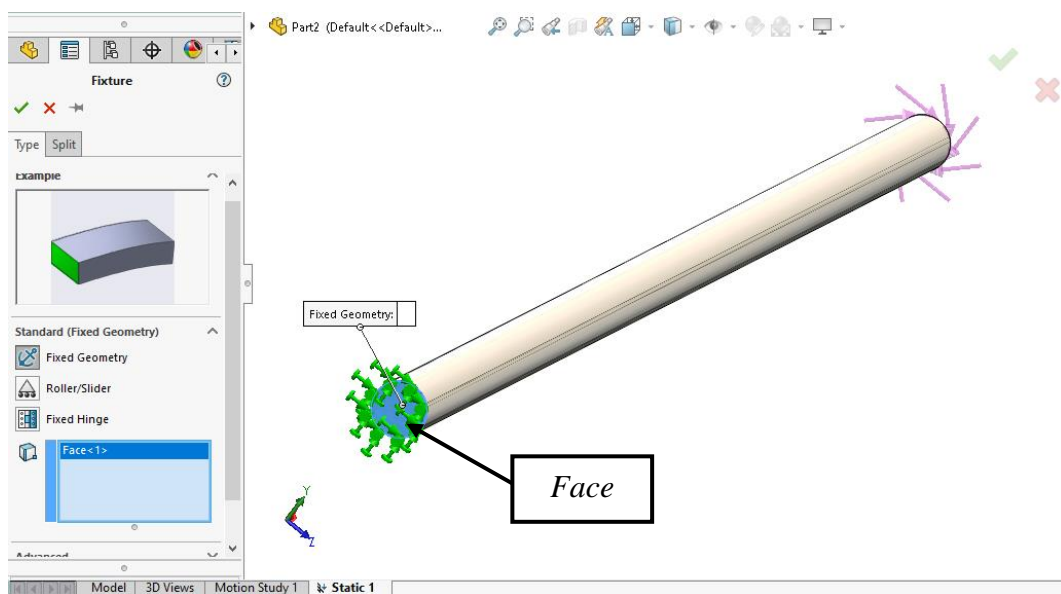 Part2 (Default<<Default>...
Fixture
Type
Split
Example
Standard (Fixed Geometry)
Fixed Geometry
Roller/Slider
Fixed Hinge
Face<1>
Advanced
Fixed Geometry:
Face
Y
Z
Model
3D Views
Motion Study 1
Static 1